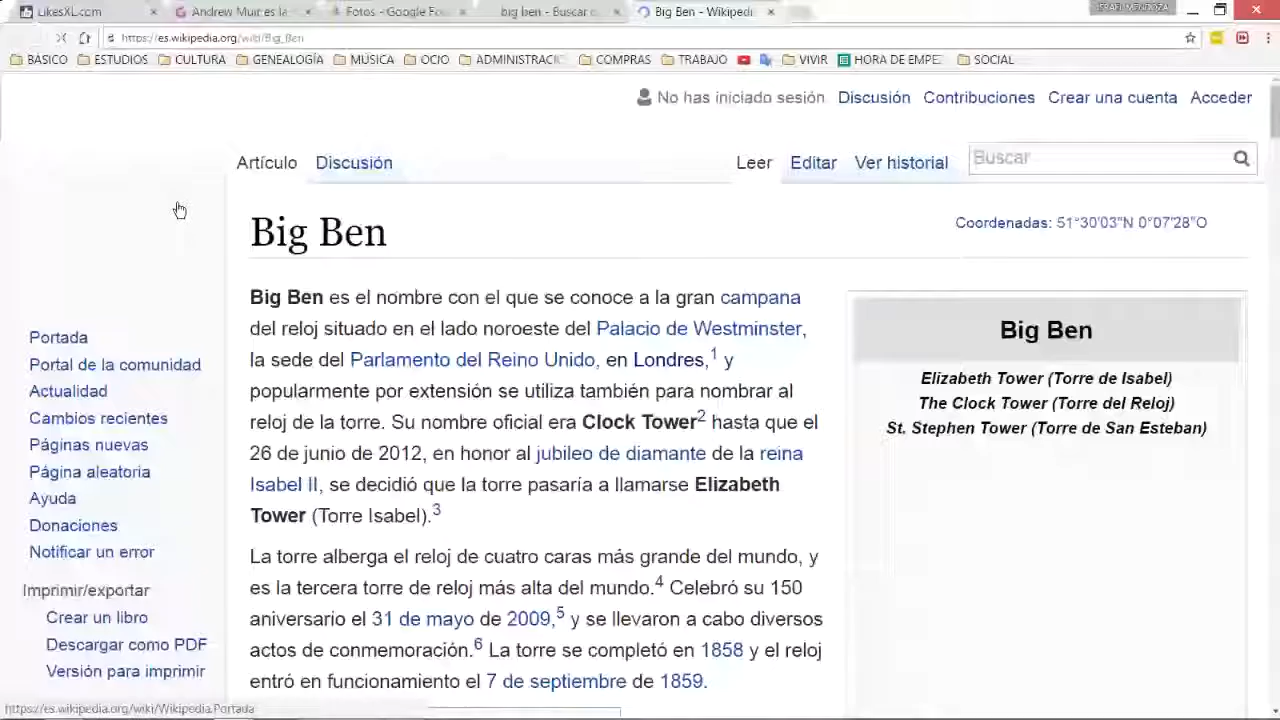 LikesXL.com
Andrew Muir es la
Fotos - Google Fo
big ben - Buscar c
Big Ben - Wikipedi
https://es.wikipedia.org/wiki/Big_Ben
BÁSICO ESTUDIOS CULTURA GENEALOGÍA MÚSICA OCIO ADMINISTRACIÓ COMPRAS TRABAJO VIVIR HORA DE EMPEZ SOCIAL
No has iniciado sesión Discusión Contribuciones Crear una cuenta Acceder
Artículo Discusión Leer Editar Ver historial Buscar
Big Ben
Coordenadas: 51°30'03"N 0°07'28"O
Big Ben es el nombre con el que se conoce a la gran campana
del reloj situado en el lado noroeste del Palacio de Westminster,
la sede del Parlamento del Reino Unido, en Londres,1 y
popularmente por extensión se utiliza también para nombrar al
reloj de la torre. Su nombre oficial era Clock Tower2 hasta que el
26 de junio de 2012, en honor al jubileo de diamante de la reina
Isabel II, se decidió que la torre pasaría a llamarse Elizabeth
Tower (Torre Isabel).3
La torre alberga el reloj de cuatro caras más grande del mundo, y
es la tercera torre de reloj más alta del mundo.4 Celebró su 150
aniversario el 31 de mayo de 2009,5 y se llevaron a cabo diversos
actos de conmemoración.6 La torre se completó en 1858 y el reloj
entró en funcionamiento el 7 de septiembre de 1859.
Big Ben
Elizabeth Tower (Torre de Isabel)
The Clock Tower (Torre del Reloj)
St. Stephen Tower (Torre de San Esteban)
Portada
Portal de la comunidad
Actualidad
Cambios recientes
Páginas nuevas
Página aleatoria
Ayuda
Donaciones
Notificar un error
Imprimir/exportar
Crear un libro
Descargar como PDF
Versión para imprimir
https://es.wikipedia.org/wiki/Wikipedia:Portada